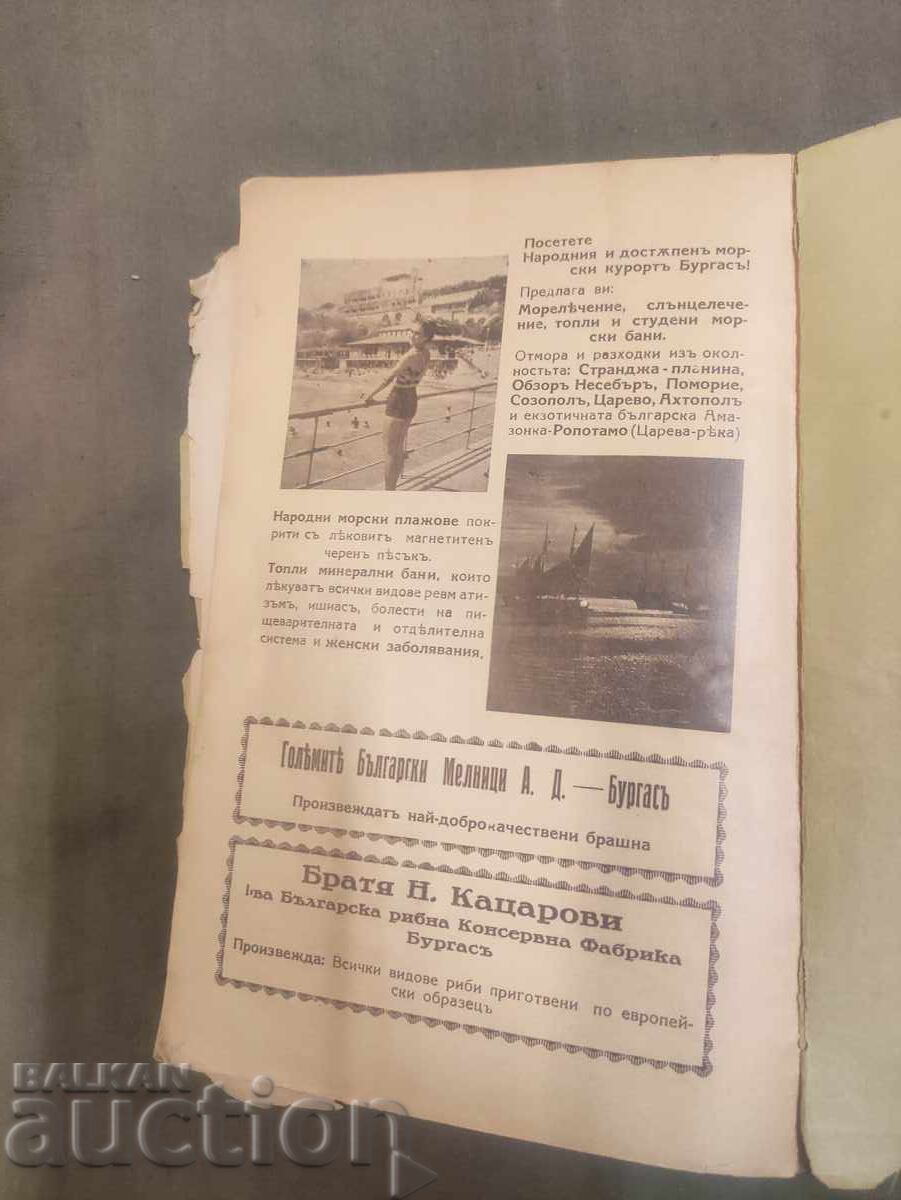 Посетете
Народния и достѫпенъ мор-
ски курортъ Бургасъ!
Предлага ви:
Морелѣчение, слънцелече-
ние, топли и студени мор-
ски бани.
Отмора и разходки изъ окол-
ностьта: Странджа-планина,
Обзоръ Несебъръ, Поморие,
Созополъ, Царево, Ахтополъ
и екзотичната българска Ама-
зонка-Ропотамо (Царева-рѣка)
Народни морски плажове пок-
рити съ лѣковитъ магнетитенъ
черенъ пѣсъкъ.
Топли минерални бани, които
лѣкуватъ всички видове ревм ати-
зъмъ, ишиасъ, болести на пи-
щеварителната и отдѣлителна
система и женски заболявания,
Голѣмитѣ Български Мелници А. Д. — Бургасъ
Произвеждатъ най-доброкачествени брашна
Братя Н. Кацарови
I-ва Българска рибна Консервна Фабрика
Бургасъ
Произвежда: Всички видове риби приготвени по европей-
ски образецъ
BALKAN
auction